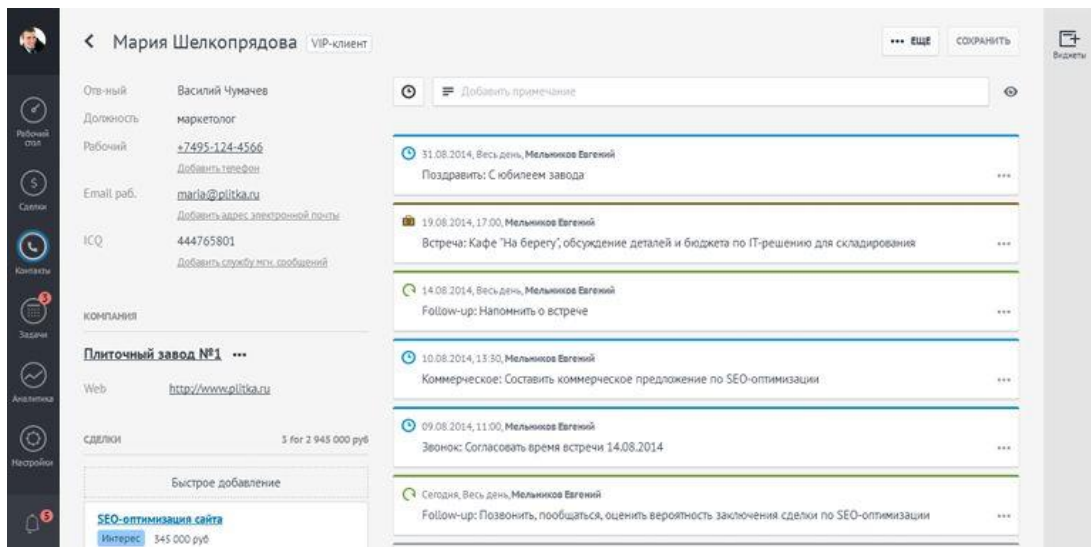 Мария Шелкопрядова VIP-клиент
••• ЕЩЕ
СОХРАНИТЬ
Виджеты
Рабочий стол
Сделки
Контакты
3
Задачи
Аналитика
Настройки
5
Отв-ный Василий Чумачев
Должность маркетолог
Рабочий +7495-124-4566
Добавить телефон
Email раб. maria@plitka.ru
Добавить адрес электронной почты
ICQ 444765801
Добавить службу мгн. сообщений
КОМПАНИЯ
Плиточный завод №1 •••
Web http://www.plitka.ru
СДЕЛКИ 3 for 2 945 000 руб
Быстрое добавление
SEO-оптимизация сайта
Интерес 345 000 руб
Добавить примечание
31.08.2014, Весь день, Мельников Евгений
Поздравить: С юбилеем завода
19.08.2014, 17:00, Мельников Евгений
Встреча: Кафе "На берегу", обсуждение деталей и бюджета по IT-решению для складирования
14.08.2014, Весь день, Мельников Евгений
Follow-up: Напомнить о встрече
10.08.2014, 13:30, Мельников Евгений
Коммерческое: Составить коммерческое предложение по SEO-оптимизации
09.08.2014, 11:00, Мельников Евгений
Звонок: Согласовать время встречи 14.08.2014
Сегодня, Весь день, Мельников Евгений
Follow-up: Позвонить, пообщаться, оценить вероятность заключения сделки по SEO-оптимизации